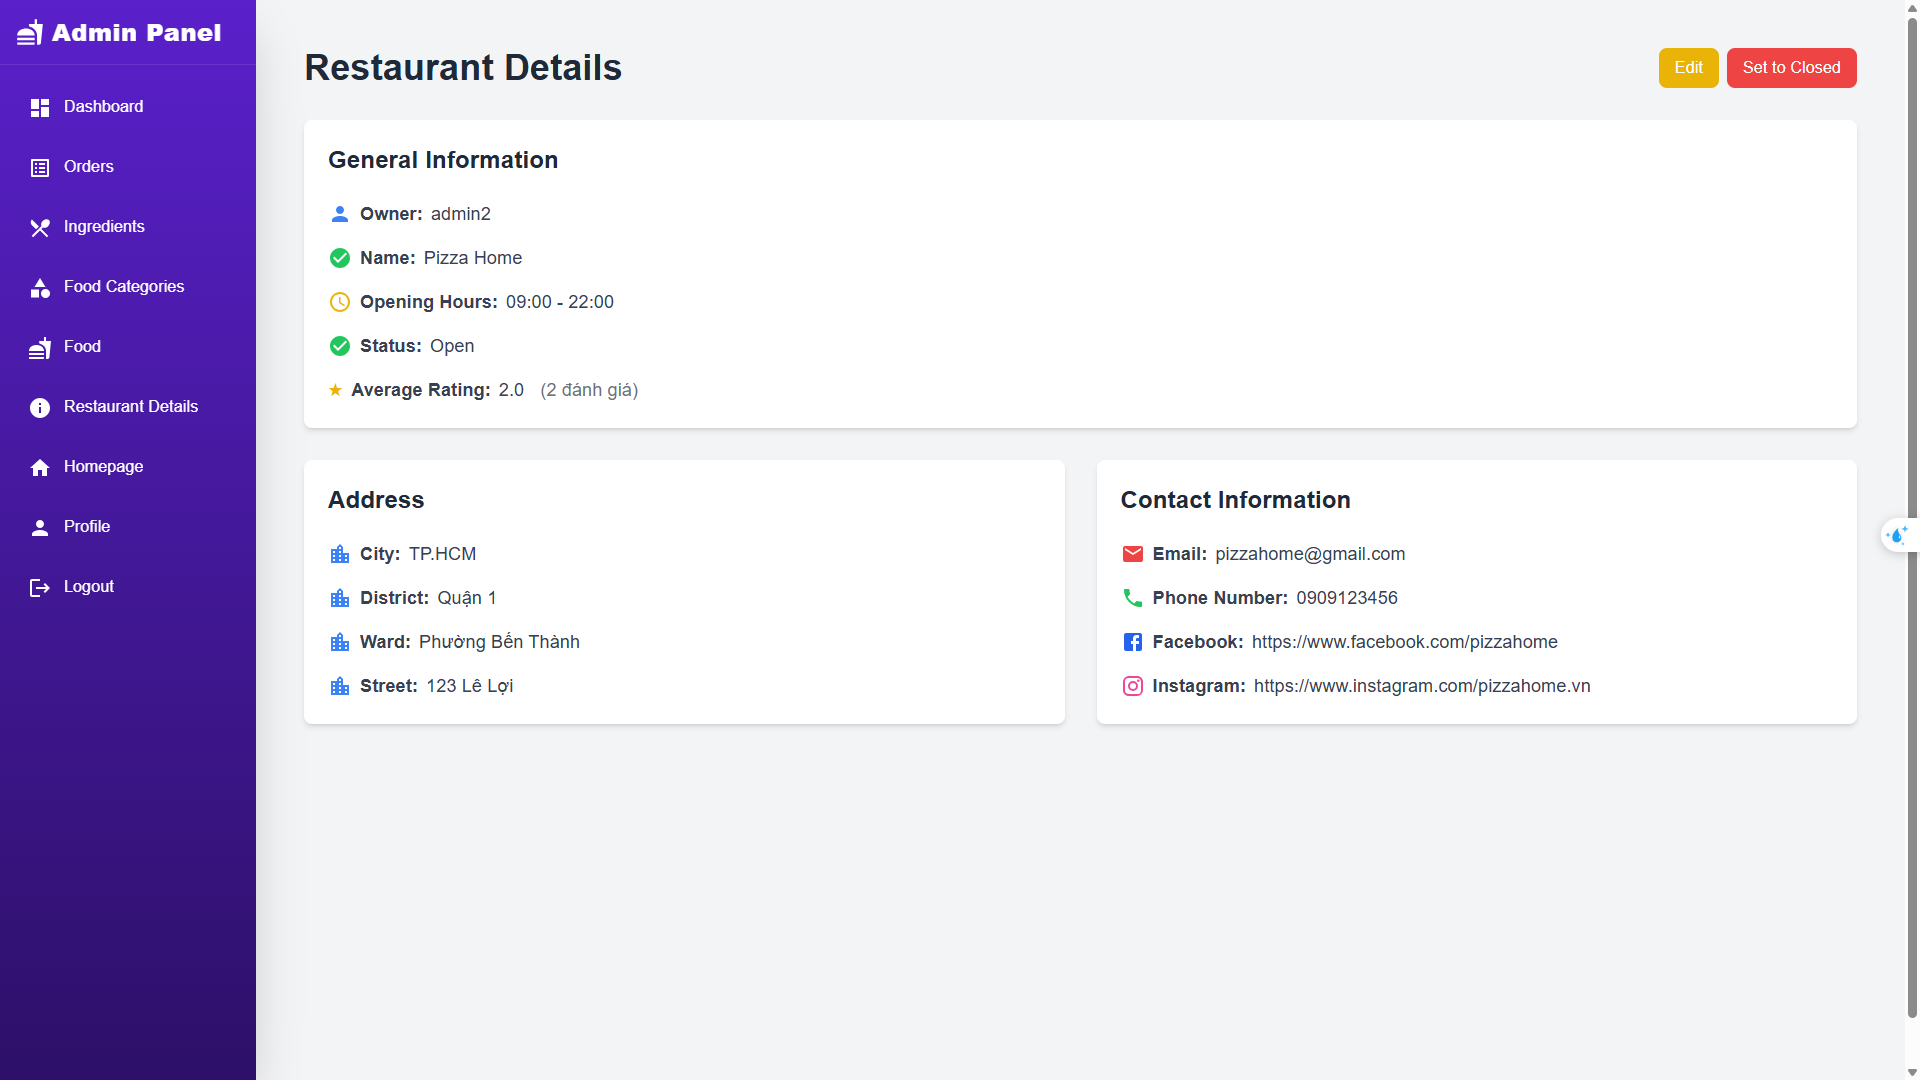 Admin Panel
Dashboard
Orders
Ingredients
Food Categories
Food
Restaurant Details
Homepage
Profile
Logout
Restaurant Details
Edit
Set to Closed
General Information
Owner: admin2
Name: Pizza Home
Opening Hours: 09:00 - 22:00
Status: Open
Average Rating: 2.0 (2 đánh giá)
Address
City: TP.HCM
District: Quận 1
Ward: Phường Bến Thành
Street: 123 Lê Lợi
Contact Information
Email: pizzahome@gmail.com
Phone Number: 0909123456
Facebook: https://www.facebook.com/pizzahome
Instagram: https://www.instagram.com/pizzahome.vn